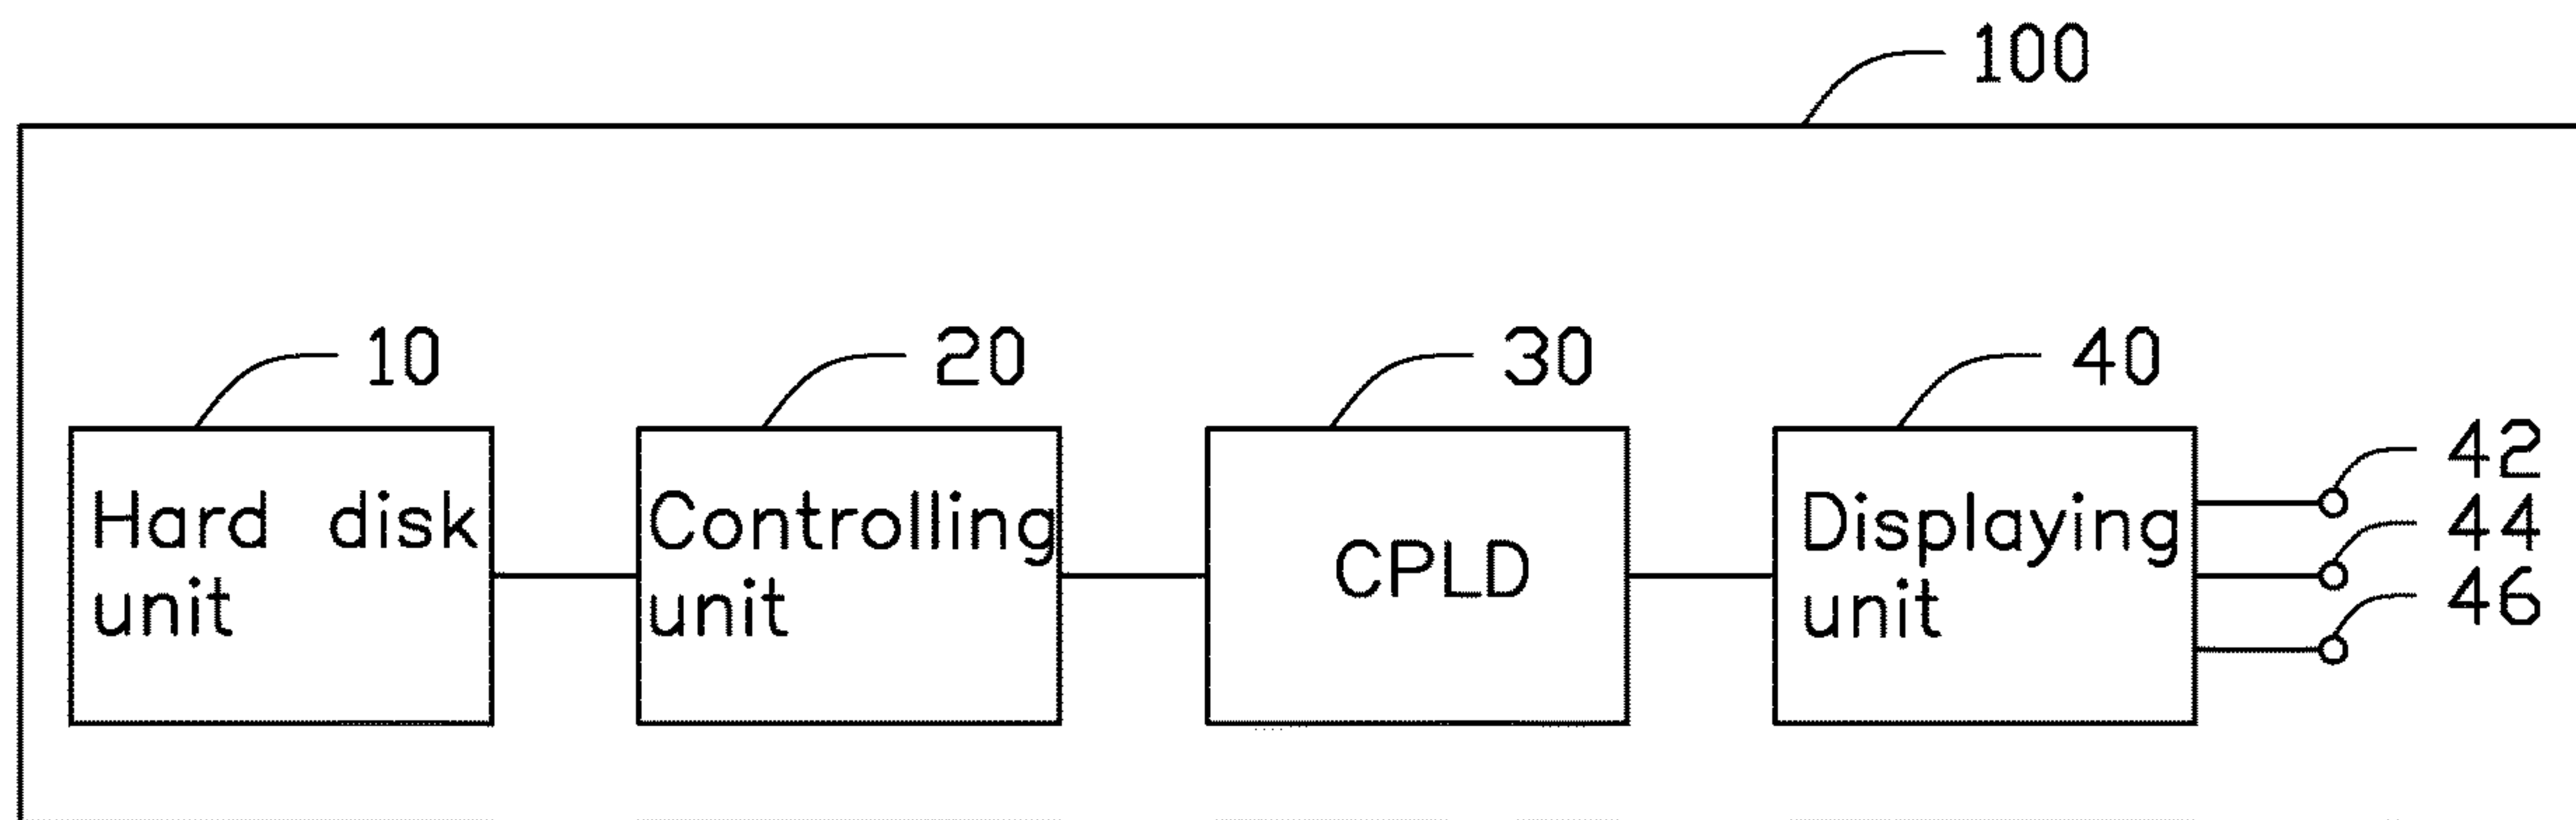 100
10
20
30
40
42
44
46
Hard disk
unit
Controlling
unit
CPLD
Displaying
unit